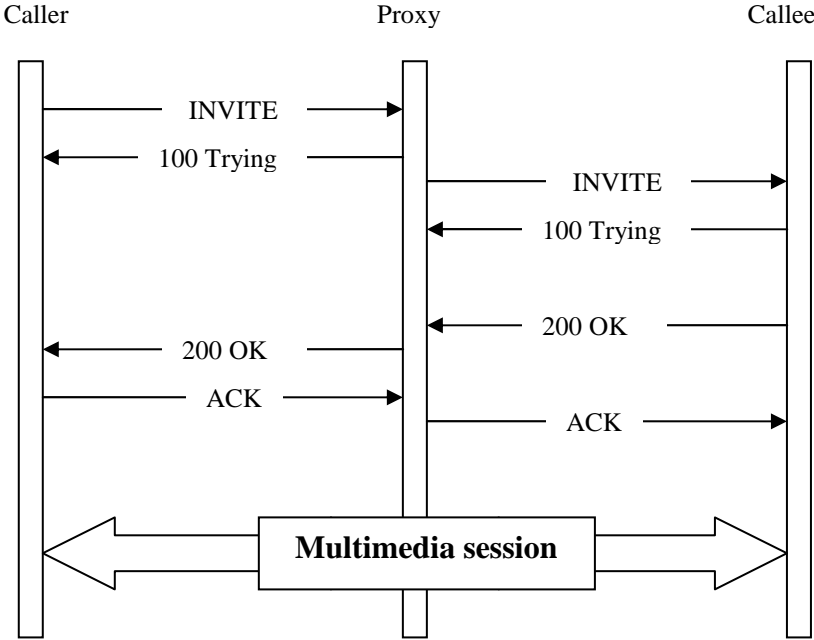 Caller Proxy Callee
INVITE
100 Trying
INVITE
100 Trying
200 OK
200 OK
ACK
ACK
Multimedia session